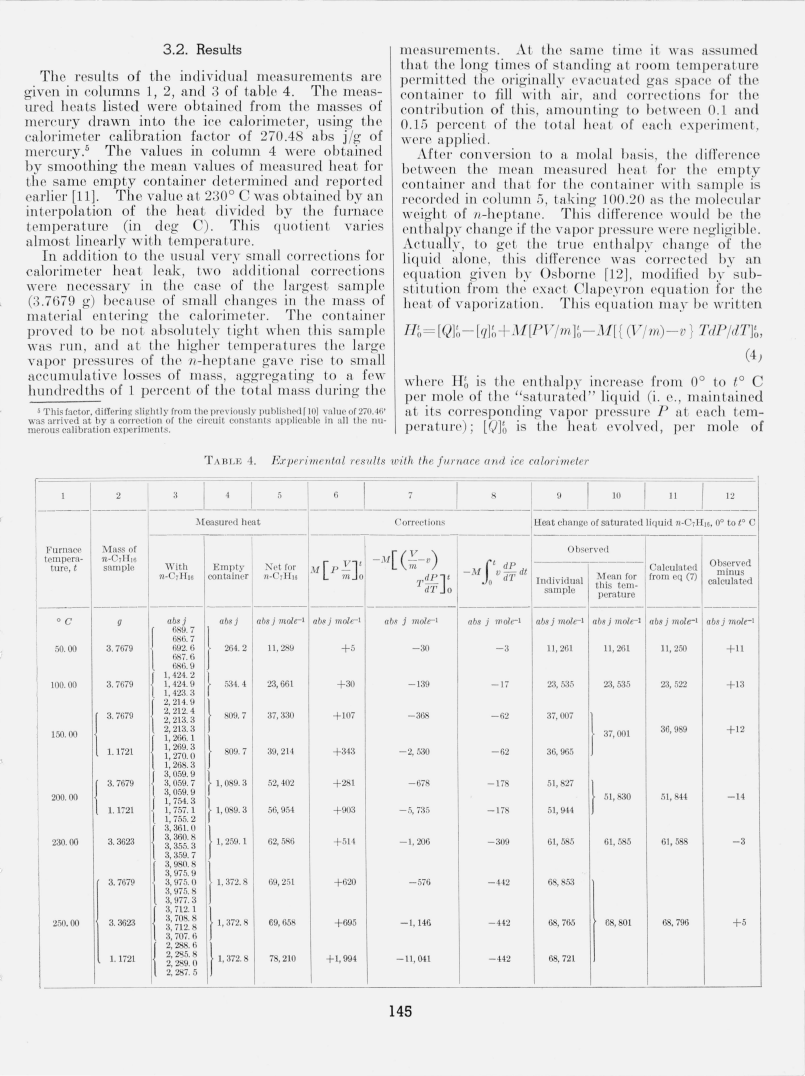 3.2. Results
The results of the individual measurements are
given in columns 1, 2, and 3 of table 4. The meas-
ured heats listed were obtained from the masses of
mercury drawn into the ice calorimeter, using the
calorimeter calibration factor of 270.48 abs j/g of
mercury.⁵ The values in column 4 were obtained
by smoothing the mean values of measured heat for
the same empty container determined and reported
earlier [11]. The value at 230° C was obtained by an
interpolation of the heat divided by the furnace
temperature (in deg C). This quotient varies
almost linearly with temperature.
In addition to the usual very small corrections for
calorimeter heat leak, two additional corrections
were necessary in the case of the largest sample
(3.7679 g) because of small changes in the mass of
material entering the calorimeter. The container
proved to be not absolutely tight when this sample
was run, and at the higher temperatures the large
vapor pressures of the n-heptane gave rise to small
accumulative losses of mass, aggregating to a few
hundredths of 1 percent of the total mass during the
⁵ This factor, differing slightly from the previously published [10] value of 270.46'
was arrived at by a correction of the circuit constants applicable in all the nu-
merous calibration experiments.
measurements. At the same time it was assumed
that the long times of standing at room temperature
permitted the originally evacuated gas space of the
container to fill with air, and corrections for the
contribution of this, amounting to between 0.1 and
0.15 percent of the total heat of each experiment,
were applied.
After conversion to a molal basis, the difference
between the mean measured heat for the empty
container and that for the container with sample is
recorded in column 5, taking 100.20 as the molecular
weight of n-heptane. This difference would be the
enthalpy change if the vapor pressure were negligible.
Actually, to get the true enthalpy change of the
liquid alone, this difference was corrected by an
equation given by Osborne [12], modified by sub-
stitution from the exact Clapeyron equation for the
heat of vaporization. This equation may be written
H₀ᵗ=[Q]₀ᵗ−[q]₀ᵗ+M[PV/m]₀ᵗ−M[{(V/m)−v} TdP/dT]₀ᵗ,
(4)
where H₀ᵗ is the enthalpy increase from 0° to t° C
per mole of the "saturated" liquid (i. e., maintained
at its corresponding vapor pressure P at each tem-
perature); [Q]₀ᵗ is the heat evolved, per mole of
TABLE 4. Experimental results with the furnace and ice calorimeter
1 2 3 4 5 6 7 8 9 10 11 12
Measured heat Corrections Heat change of saturated liquid n-C₇H₁₆, 0° to t° C
Furnace tempera-ture, t
Mass of n-C₇H₁₆ sample
With n-C₇H₁₆
Empty container
Net for n-C₇H₁₆
M[P V/m]₀ᵗ
−M[(V/m−v) T dP/dT]₀ᵗ
−M∫₀ᵗ v dP/dT dt
Observed
Individual sample
Mean for this tem-perature
Calculated from eq (7)
Observed minus calculated
° C g abs j abs j abs j mole⁻¹ abs j mole⁻¹ abs j mole⁻¹ abs j mole⁻¹ abs j mole⁻¹ abs j mole⁻¹ abs j mole⁻¹ abs j mole⁻¹
689.7
686.7
50.00 3.7679 692.6 264.2 11,289 +5 −30 −3 11,261 11,261 11,250 +11
687.6
686.9
1,424.2
100.00 3.7679 1,424.9 534.4 23,661 +30 −139 −17 23,535 23,535 23,522 +13
1,423.3
2,214.9
2,212.4
3.7679 2,213.3 809.7 37,330 +107 −368 −62 37,007
2,213.3
150.00 37,001 36,989 +12
1,266.1
1,269.3
1.1721 1,270.0 809.7 39,214 +343 −2,530 −62 36,965
1,268.3
3,059.9
3.7679 3,059.7 1,089.3 52,402 +281 −678 −178 51,827
3,059.9
200.00 51,830 51,844 −14
1,754.3
1.1721 1,757.1 1,089.3 56,954 +903 −5,735 −178 51,944
1,755.2
3,361.0
3,360.8
230.00 3.3623 3,355.3 1,259.1 62,586 +514 −1,206 −309 61,585 61,585 61,588 −3
3,359.7
3,980.8
3,975.9
3.7679 3,975.0 1,372.8 69,251 +620 −576 −442 68,853
3,975.8
3,977.3
3,712.1
3,708.8
250.00 3.3623 3,712.8 1,372.8 69,658 +695 −1,146 −442 68,765 68,801 68,796 +5
3,707.6
2,288.6
2,285.8
1.1721 2,289.0 1,372.8 78,210 +1,994 −11,041 −442 68,721
2,287.5
145